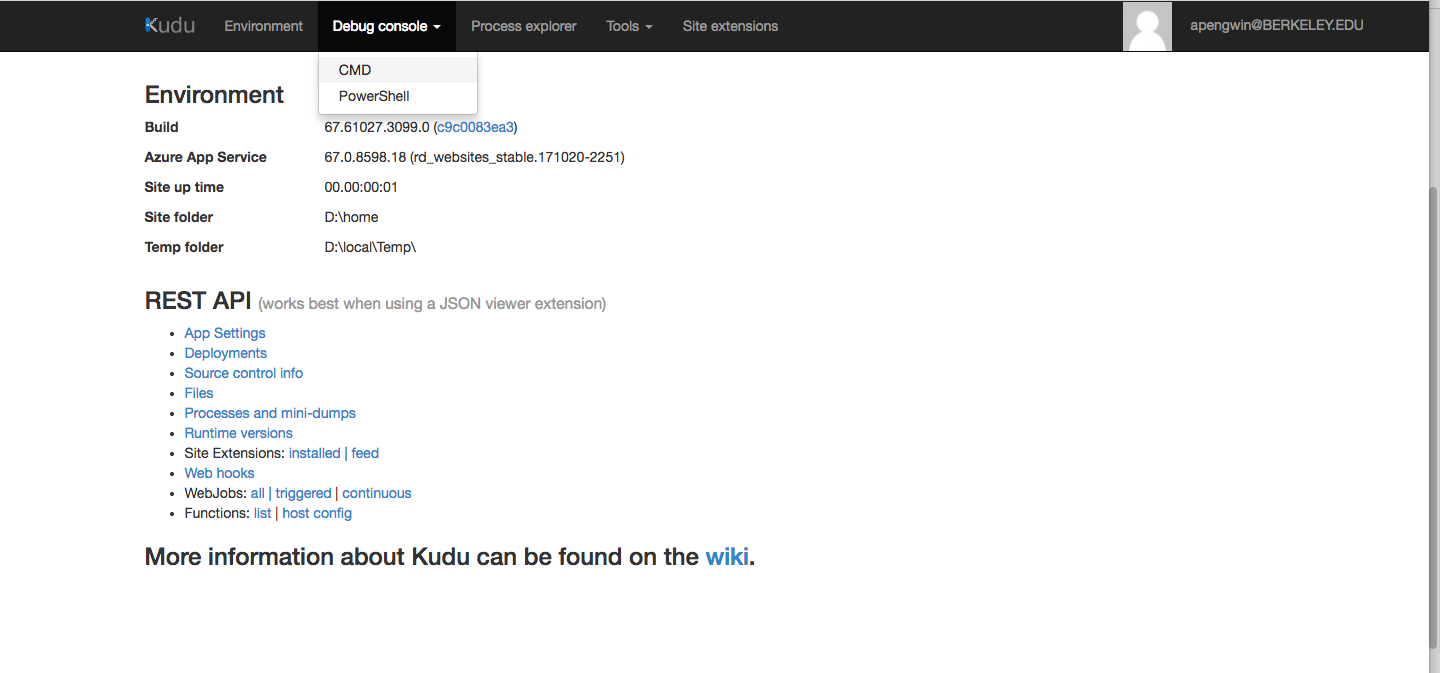 Kudu Environment Debug console Process explorer Tools Site extensions apengwin@BERKELEY.EDU
CMD
PowerShell
Environment
Build 67.61027.3099.0 (c9c0083ea3)
Azure App Service 67.0.8598.18 (rd_websites_stable.171020-2251)
Site up time 00.00:00:01
Site folder D:\home
Temp folder D:\local\Temp\
REST API (works best when using a JSON viewer extension)
• App Settings
• Deployments
• Source control info
• Files
• Processes and mini-dumps
• Runtime versions
• Site Extensions: installed | feed
• Web hooks
• WebJobs: all | triggered | continuous
• Functions: list | host config
More information about Kudu can be found on the wiki.